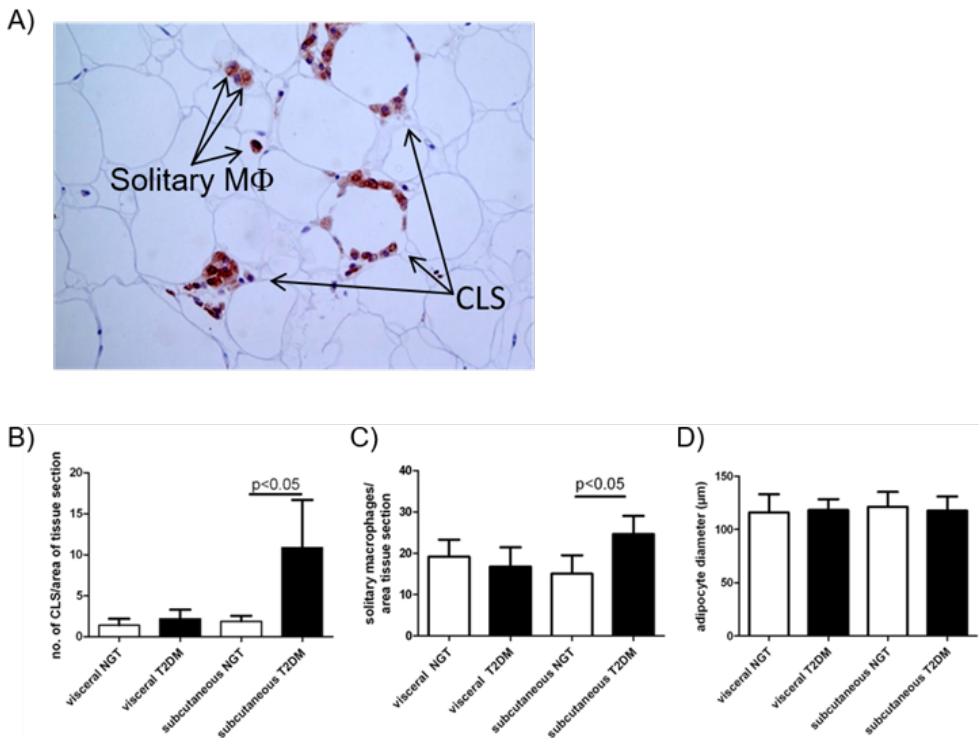 A)
Solitary MΦ
CLS
B)
no. of CLS/area of tissue section
20
15
10
5
0
p<0.05
visceral NGT
visceral T2DM
subcutaneous NGT
subcutaneous T2DM
C)
solitary macrophages/
area tissue section
40
30
20
10
0
p<0.05
visceral NGT
visceral T2DM
subcutaneous NGT
subcutaneous T2DM
D)
adipocyte diameter (µm)
150
100
50
0
visceral NGT
visceral T2DM
subcutaneous NGT
subcutaneous T2DM